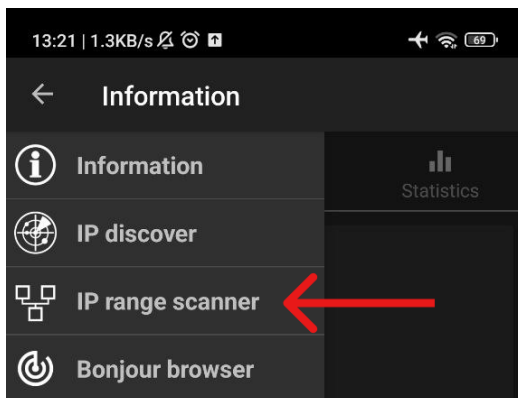 13:21 | 1.3KB/s 69
Information
Information
Statistics
IP discover
IP range scanner
Bonjour browser